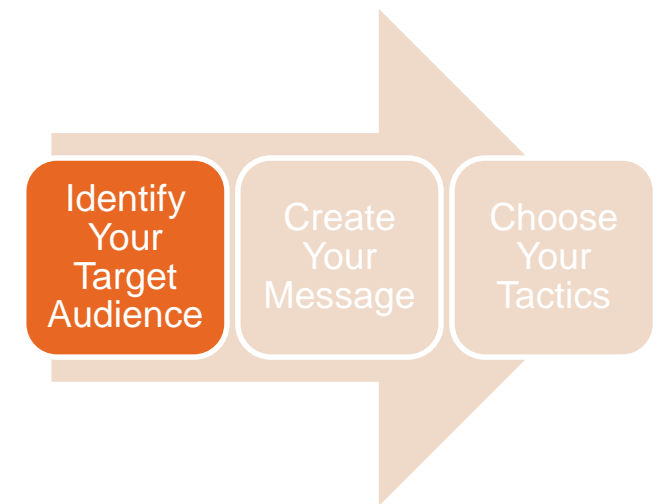 Identify
Your
Target
Audience
Create
Your
Message
Choose
Your
Tactics